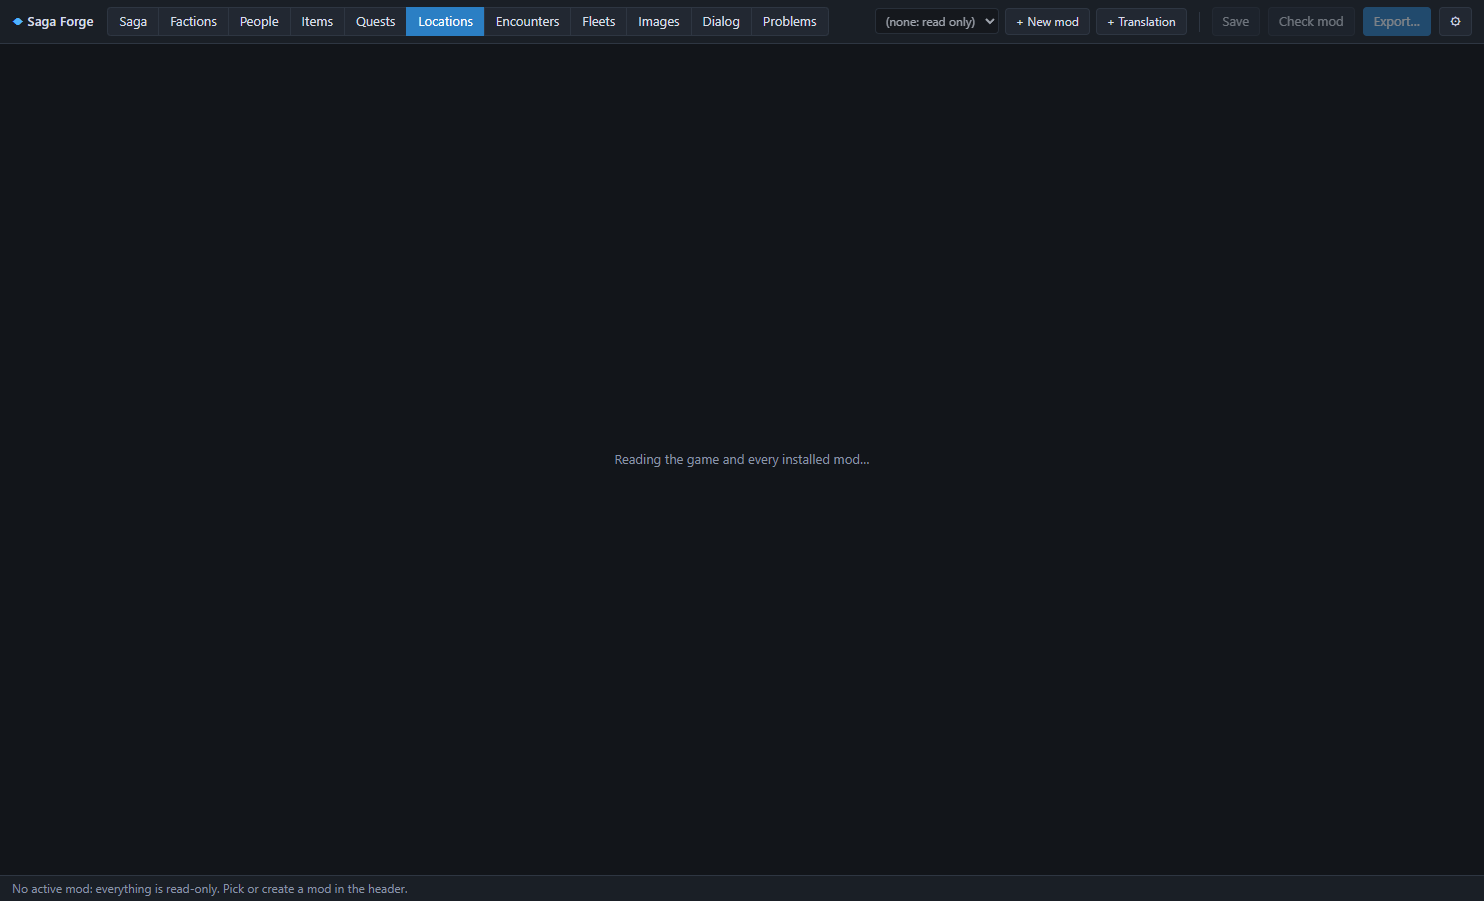 Saga Forge Saga Factions People Items Quests Locations Encounters Fleets Images Dialog Problems (none: read only) + New mod + Translation Save Check mod Export...
Reading the game and every installed mod...
No active mod: everything is read-only. Pick or create a mod in the header.